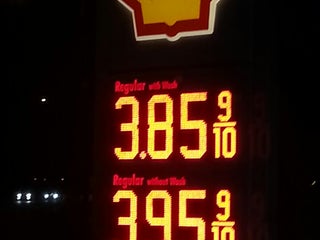 Regular with Wash
3.85 9/10
Regular without Wash
3.95 9/10